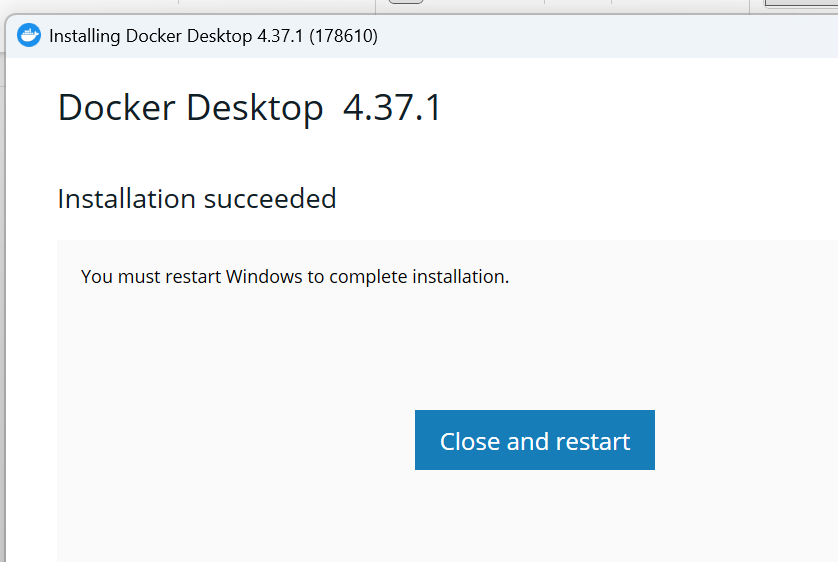 Installing Docker Desktop 4.37.1 (178610)
Docker Desktop 4.37.1
Installation succeeded
You must restart Windows to complete installation.
Close and restart